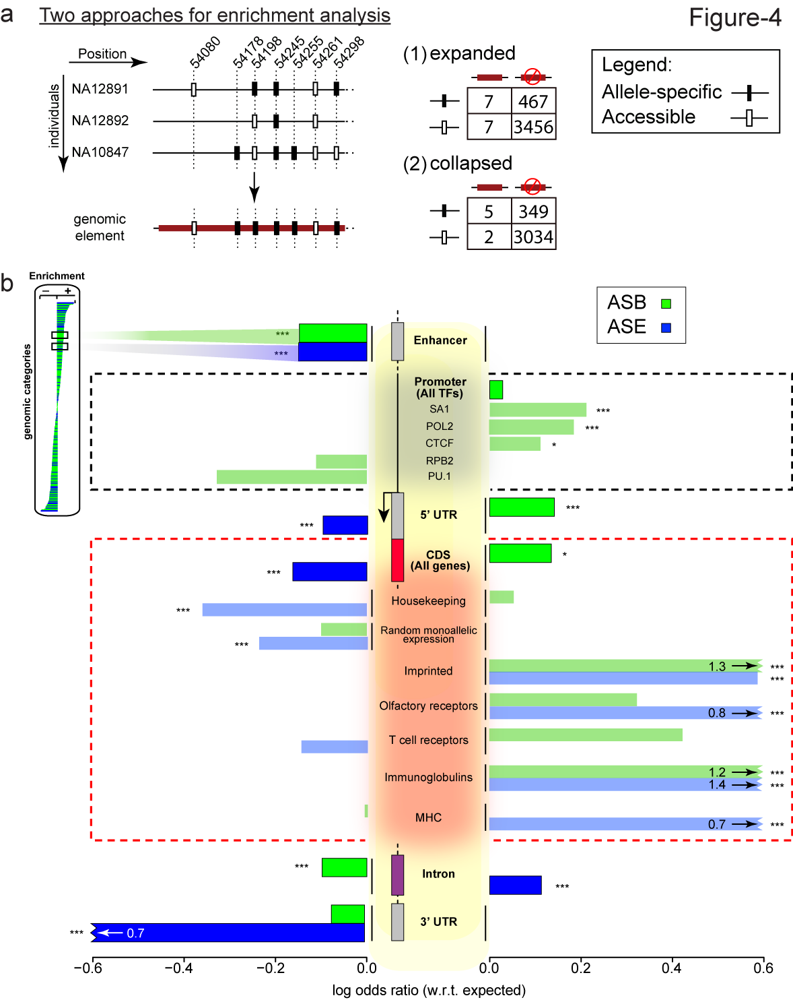 a Two approaches for enrichment analysis
Figure-4
Position
54080
54178
54198
54245
54255
54261
54298
individuals
NA12891
NA12892
NA10847
genomic
element
(1) expanded
7 467
7 3456
(2) collapsed
5 349
2 3034
Legend:
Allele-specific
Accessible
b
Enrichment
− +
genomic categories
ASB
ASE
*** Enhancer
***
Promoter
(All TFs)
SA1 ***
POL2 ***
CTCF *
RPB2
PU.1
5' UTR ***
***
CDS
(All genes) *
***
Housekeeping
***
Random monoallelic
expression
***
Imprinted 1.3 ***
***
Olfactory receptors
0.8 ***
T cell receptors
Immunoglobulins 1.2 ***
1.4 ***
MHC
0.7 ***
*** Intron
***
3' UTR
*** 0.7
−0.6 −0.4 −0.2 0.0 0.0 0.2 0.4 0.6
log odds ratio (w.r.t. expected)